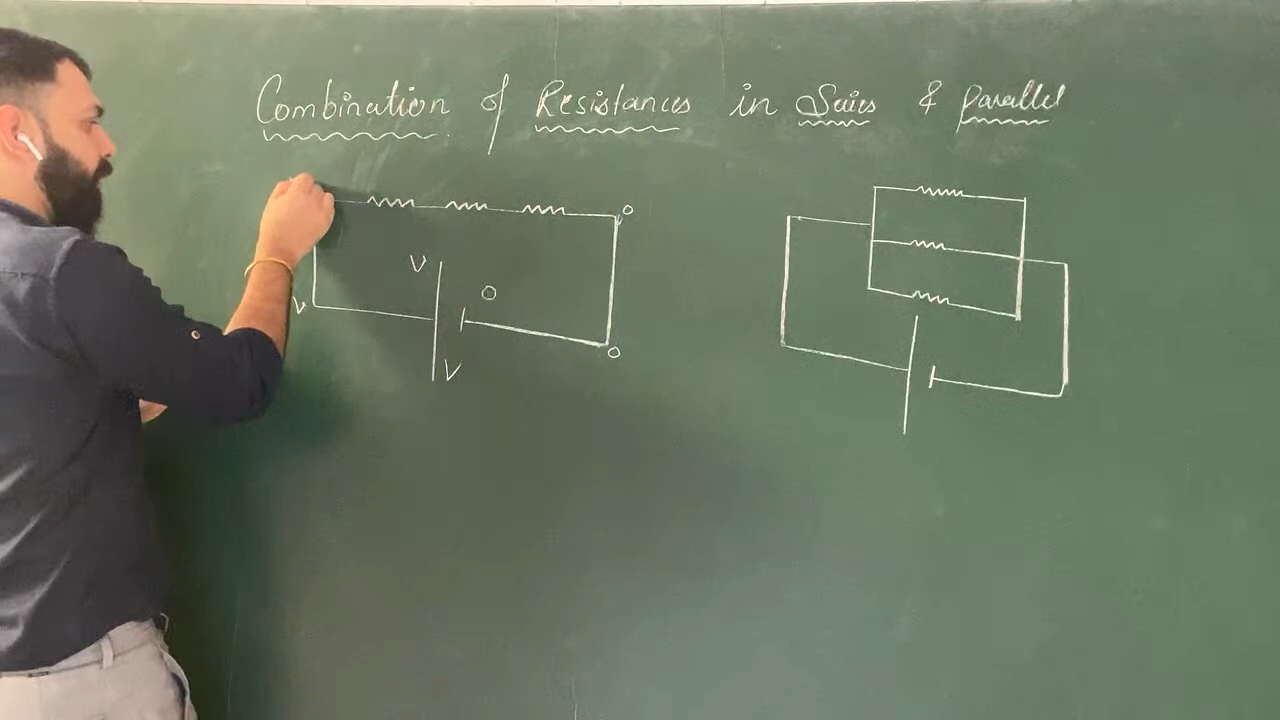 Combination of Resistances in Series & parallel
o
V
o
V
V
o